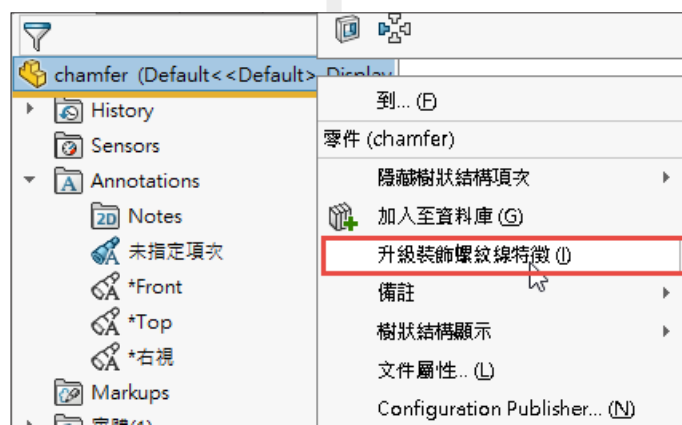 chamfer (Default<<Default>_Display
History
Sensors
Annotations
2D Notes
未指定項次
*Front
*Top
*右視
Markups
到... (F)
零件 (chamfer)
隱藏樹狀結構項次
加入至資料庫 (G)
升級裝飾螺紋線特徵 (I)
備註
樹狀結構顯示
文件屬性... (L)
Configuration Publisher... (N)